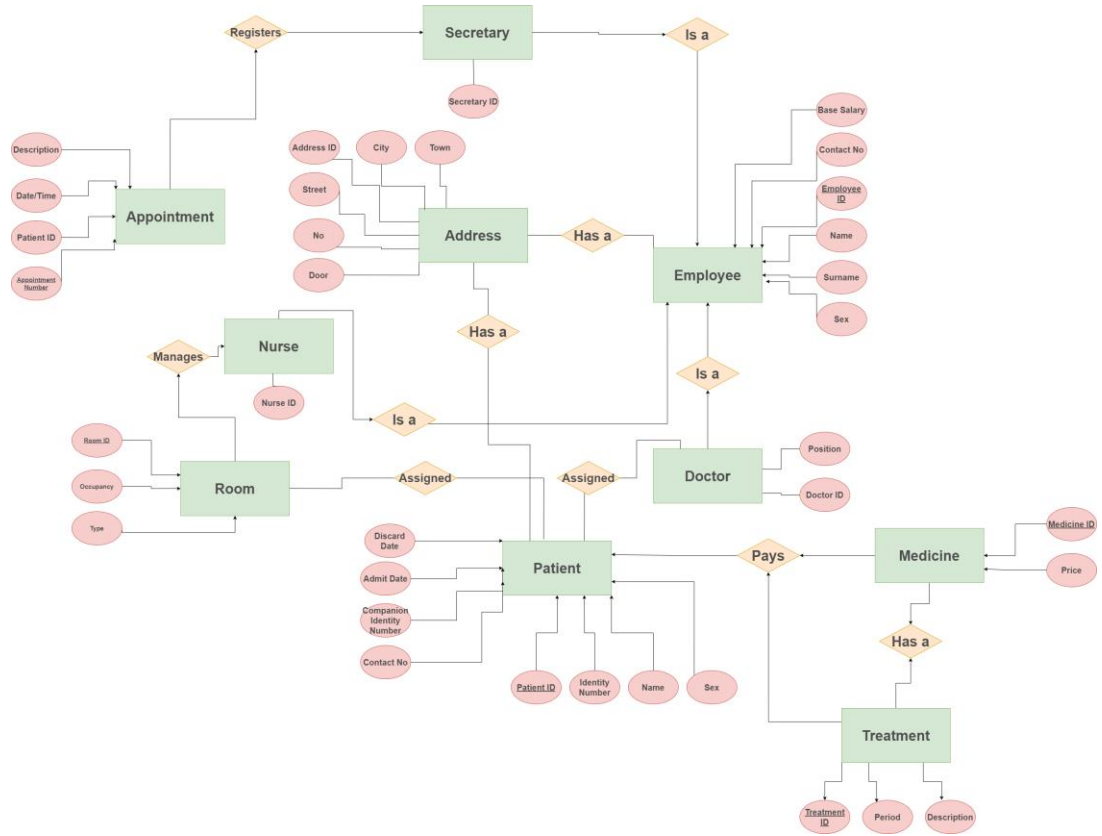 Registers
Secretary
Is a
Secretary ID
Base Salary
Description
Address ID
City
Town
Contact No
Date/Time
Street
Employee
ID
Appointment
Patient ID
No
Address
Has a
Name
Appointment
Number
Door
Employee
Surname
Sex
Has a
Manages
Nurse
Is a
Nurse ID
Is a
Room ID
Position
Occupancy
Room
Assigned
Assigned
Doctor
Doctor ID
Type
Discard
Date
Medicine ID
Admit Date
Patient
Pays
Medicine
Price
Companion
Identity
Number
Has a
Contact No
Patient ID
Identity
Number
Name
Sex
Treatment
Treatment
ID
Period
Description